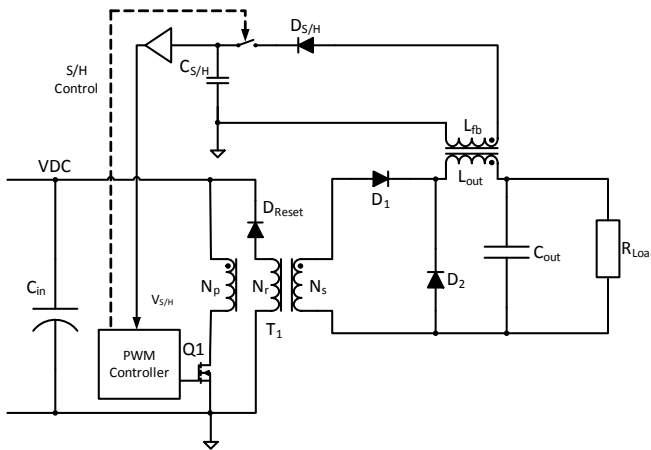 D_S/H
S/H
Control
C_S/H
L_fb
VDC
L_out
D_Reset
D_1
C_in
N_p
N_r
N_s
D_2
C_out
R_Loa
V_S/H
T_1
PWM
Controller
Q1